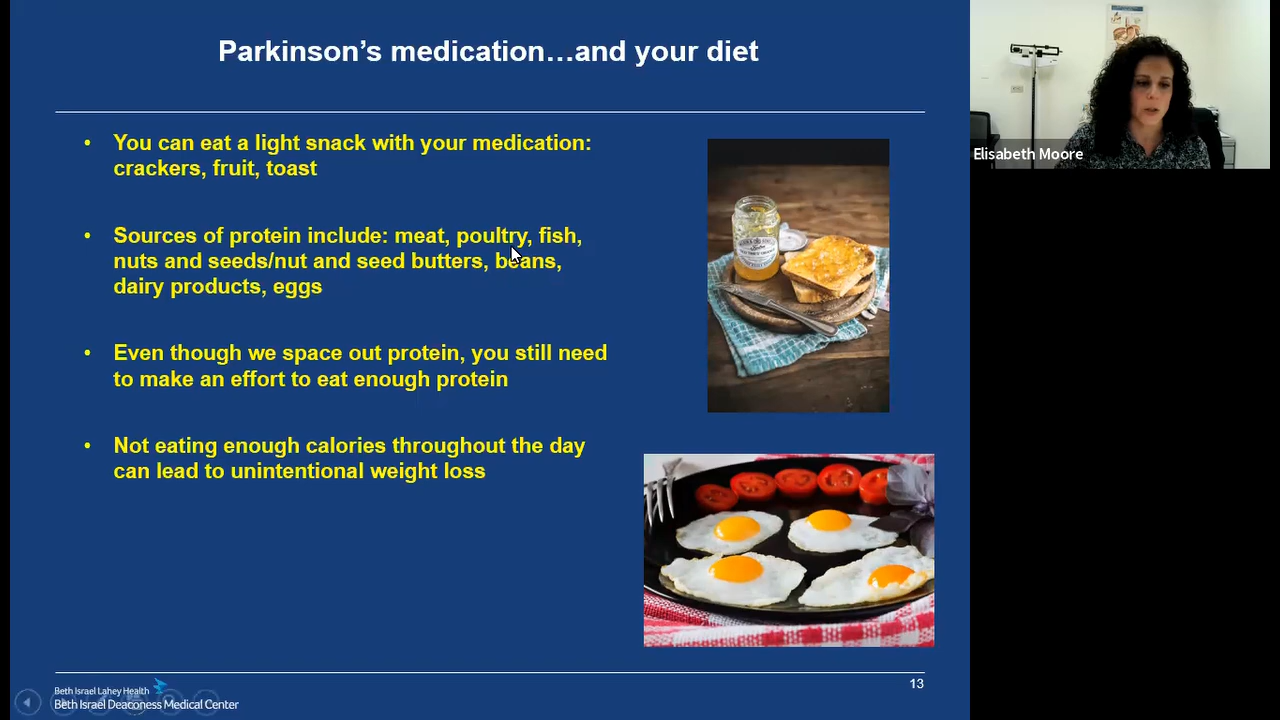 Parkinson’s medication…and your diet
• You can eat a light snack with your medication:
crackers, fruit, toast
• Sources of protein include: meat, poultry, fish,
nuts and seeds/nut and seed butters, beans,
dairy products, eggs
• Even though we space out protein, you still need
to make an effort to eat enough protein
• Not eating enough calories throughout the day
can lead to unintentional weight loss
Beth Israel Lahey Health
Beth Israel Deaconess Medical Center
13
Elisabeth Moore